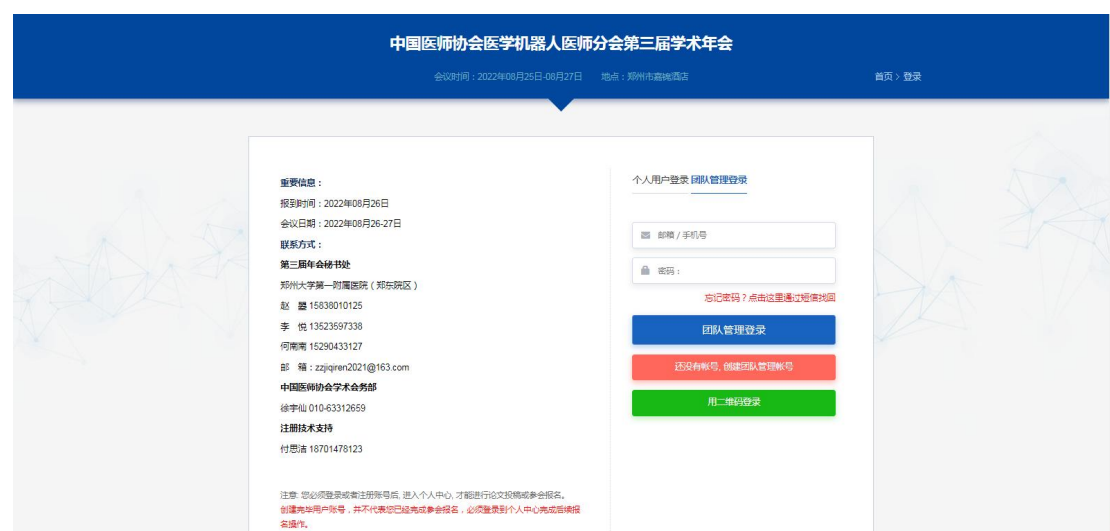 中国医师协会医学机器人医师分会第三届学术年会
会议时间：2022年08月25日-08月27日 地点：郑州市嘉锦酒店
首页 > 登录
重要信息：
报到时间：2022年08月26日
会议日期：2022年08月26-27日
联系方式：
第三届年会秘书处
郑州大学第一附属医院（郑东院区）
赵 曌 15838010125
李 悦 13523597338
何南南 15290433127
邮 箱：zzjiqiren2021@163.com
中国医师协会学术会务部
徐宇仙 010-63312659
注册技术支持
付思洁 18701478123
注意: 您必须登录或者注册账号后, 进入个人中心, 才能进行论文投稿或参会报名。
创建完毕用户账号，并不代表您已经完成参会报名，必须登录到个人中心完成后续报
名操作。
个人用户登录 团队管理登录
邮箱 / 手机号
密码：
忘记密码？点击这里通过短信找回
团队管理登录
还没有帐号, 创建团队管理帐号
用二维码登录